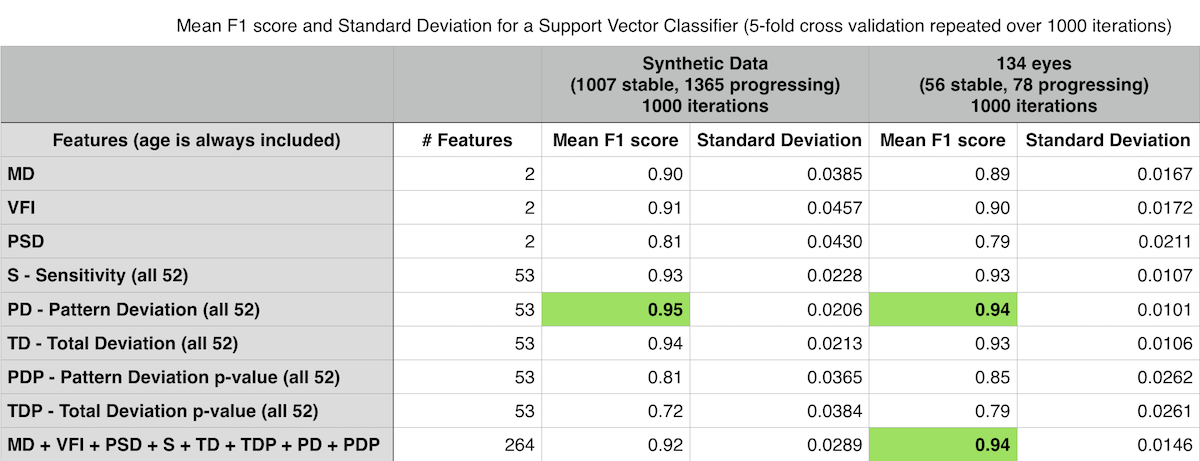 Mean F1 score and Standard Deviation for a Support Vector Classifier (5-fold cross validation repeated over 1000 iterations)
Synthetic Data
(1007 stable, 1365 progressing)
1000 iterations
134 eyes
(56 stable, 78 progressing)
1000 iterations
Features (age is always included) # Features Mean F1 score Standard Deviation Mean F1 score Standard Deviation
MD 2 0.90 0.0385 0.89 0.0167
VFI 2 0.91 0.0457 0.90 0.0172
PSD 2 0.81 0.0430 0.79 0.0211
S - Sensitivity (all 52) 53 0.93 0.0228 0.93 0.0107
PD - Pattern Deviation (all 52) 53 0.95 0.0206 0.94 0.0101
TD - Total Deviation (all 52) 53 0.94 0.0213 0.93 0.0106
PDP - Pattern Deviation p-value (all 52) 53 0.81 0.0365 0.85 0.0262
TDP - Total Deviation p-value (all 52) 53 0.72 0.0384 0.79 0.0261
MD + VFI + PSD + S + TD + TDP + PD + PDP 264 0.92 0.0289 0.94 0.0146